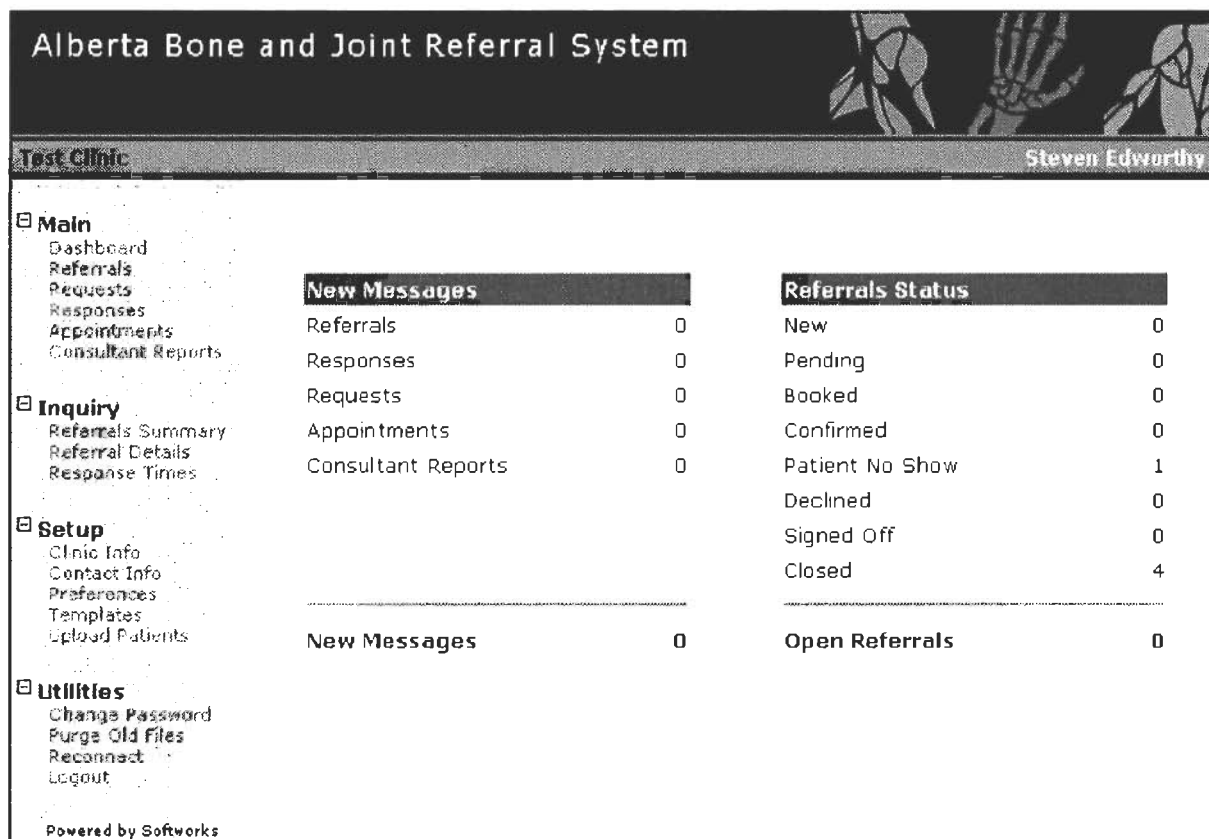 Alberta Bone and Joint Referral System
Test Clinic
Steven Edworthy
Main
Dashboard
Referrals
Requests
Responses
Appointments
Consultant Reports
Inquiry
Referrals Summary
Referral Details
Response Times
Setup
Clinic Info
Contact Info
Preferences
Templates
Upload Patients
Utilities
Change Password
Purge Old Files
Reconnect
Logout
Powered by Softworks
New Messages
Referrals 0
Responses 0
Requests 0
Appointments 0
Consultant Reports 0
New Messages 0
Referrals Status
New 0
Pending 0
Booked 0
Confirmed 0
Patient No Show 1
Declined 0
Signed Off 0
Closed 4
Open Referrals 0